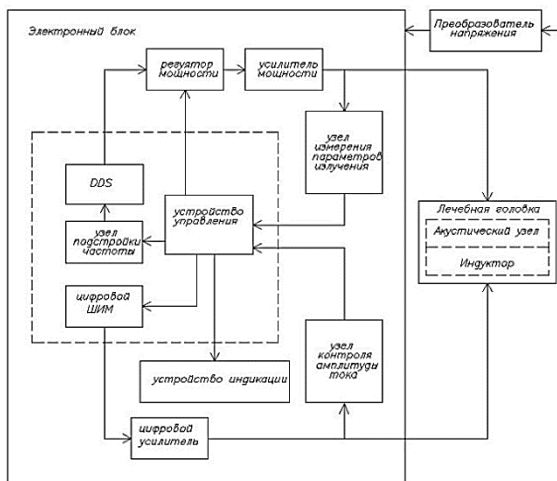 Электронный блок
Преобразователь
напряжения
регулятор
мощности
усилитель
мощности
узел
измерения
параметров
излучения
DDS
устройство
управления
узел
подстройки
частоты
Лечебная головка
Акустический узел
Индуктор
цифровой
ШИМ
узел
контроля
амплитуды
тока
устройство индикации
цифровой
усилитель